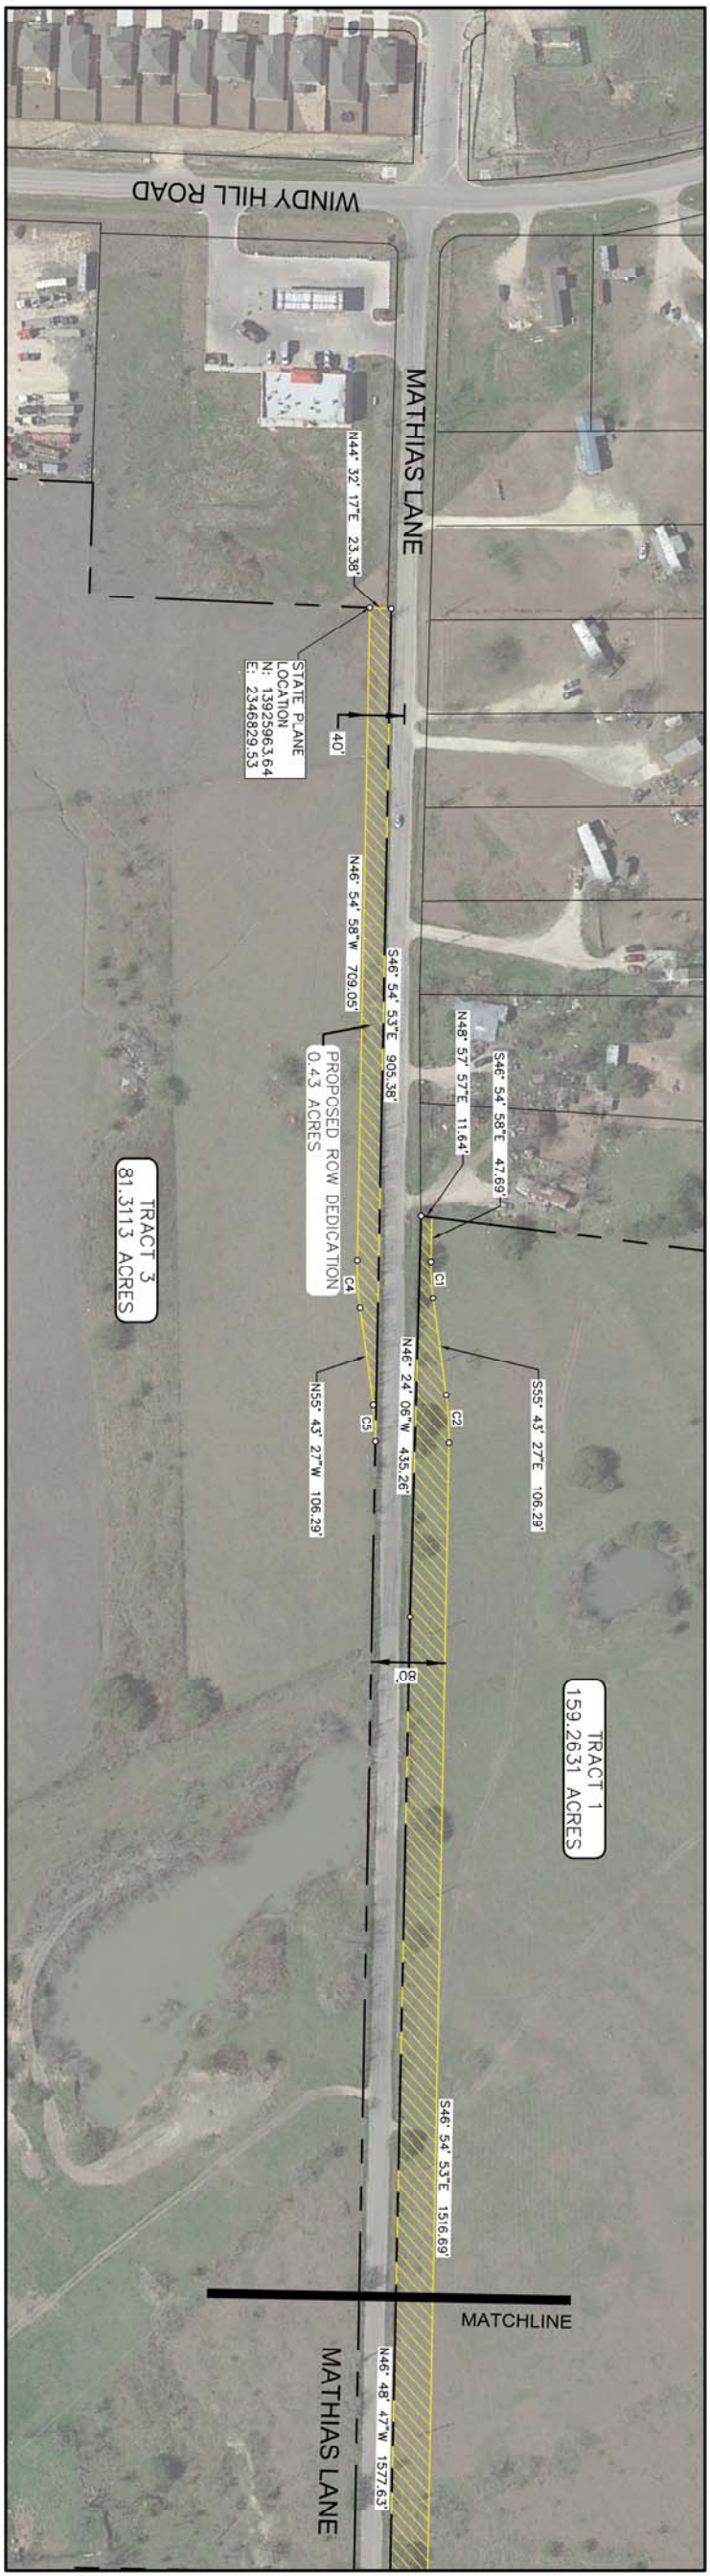 WINDY HILL ROAD
MATHIAS LANE
N44° 32' 17"E 23.38'
STATE PLANE
LOCATION
N: 13925963.64
E: 2346829.53
40'
N46° 54' 58"W 709.05'
S46° 54' 53"E 905.38'
PROPOSED ROW DEDICATION
0.43 ACRES
N48° 57' 57"E 11.64'
S46° 54' 58"E 47.69'
C1
C4
S55° 43' 27"E 106.29'
C2
N46° 24' 06"W 435.26'
C5
N55° 43' 27"W 106.29'
TRACT 3
81.3113 ACRES
80'
TRACT 1
159.2631 ACRES
S46° 54' 53"E 1516.69'
MATCHLINE
N46° 48' 47"W 1577.63'
MATHIAS LANE